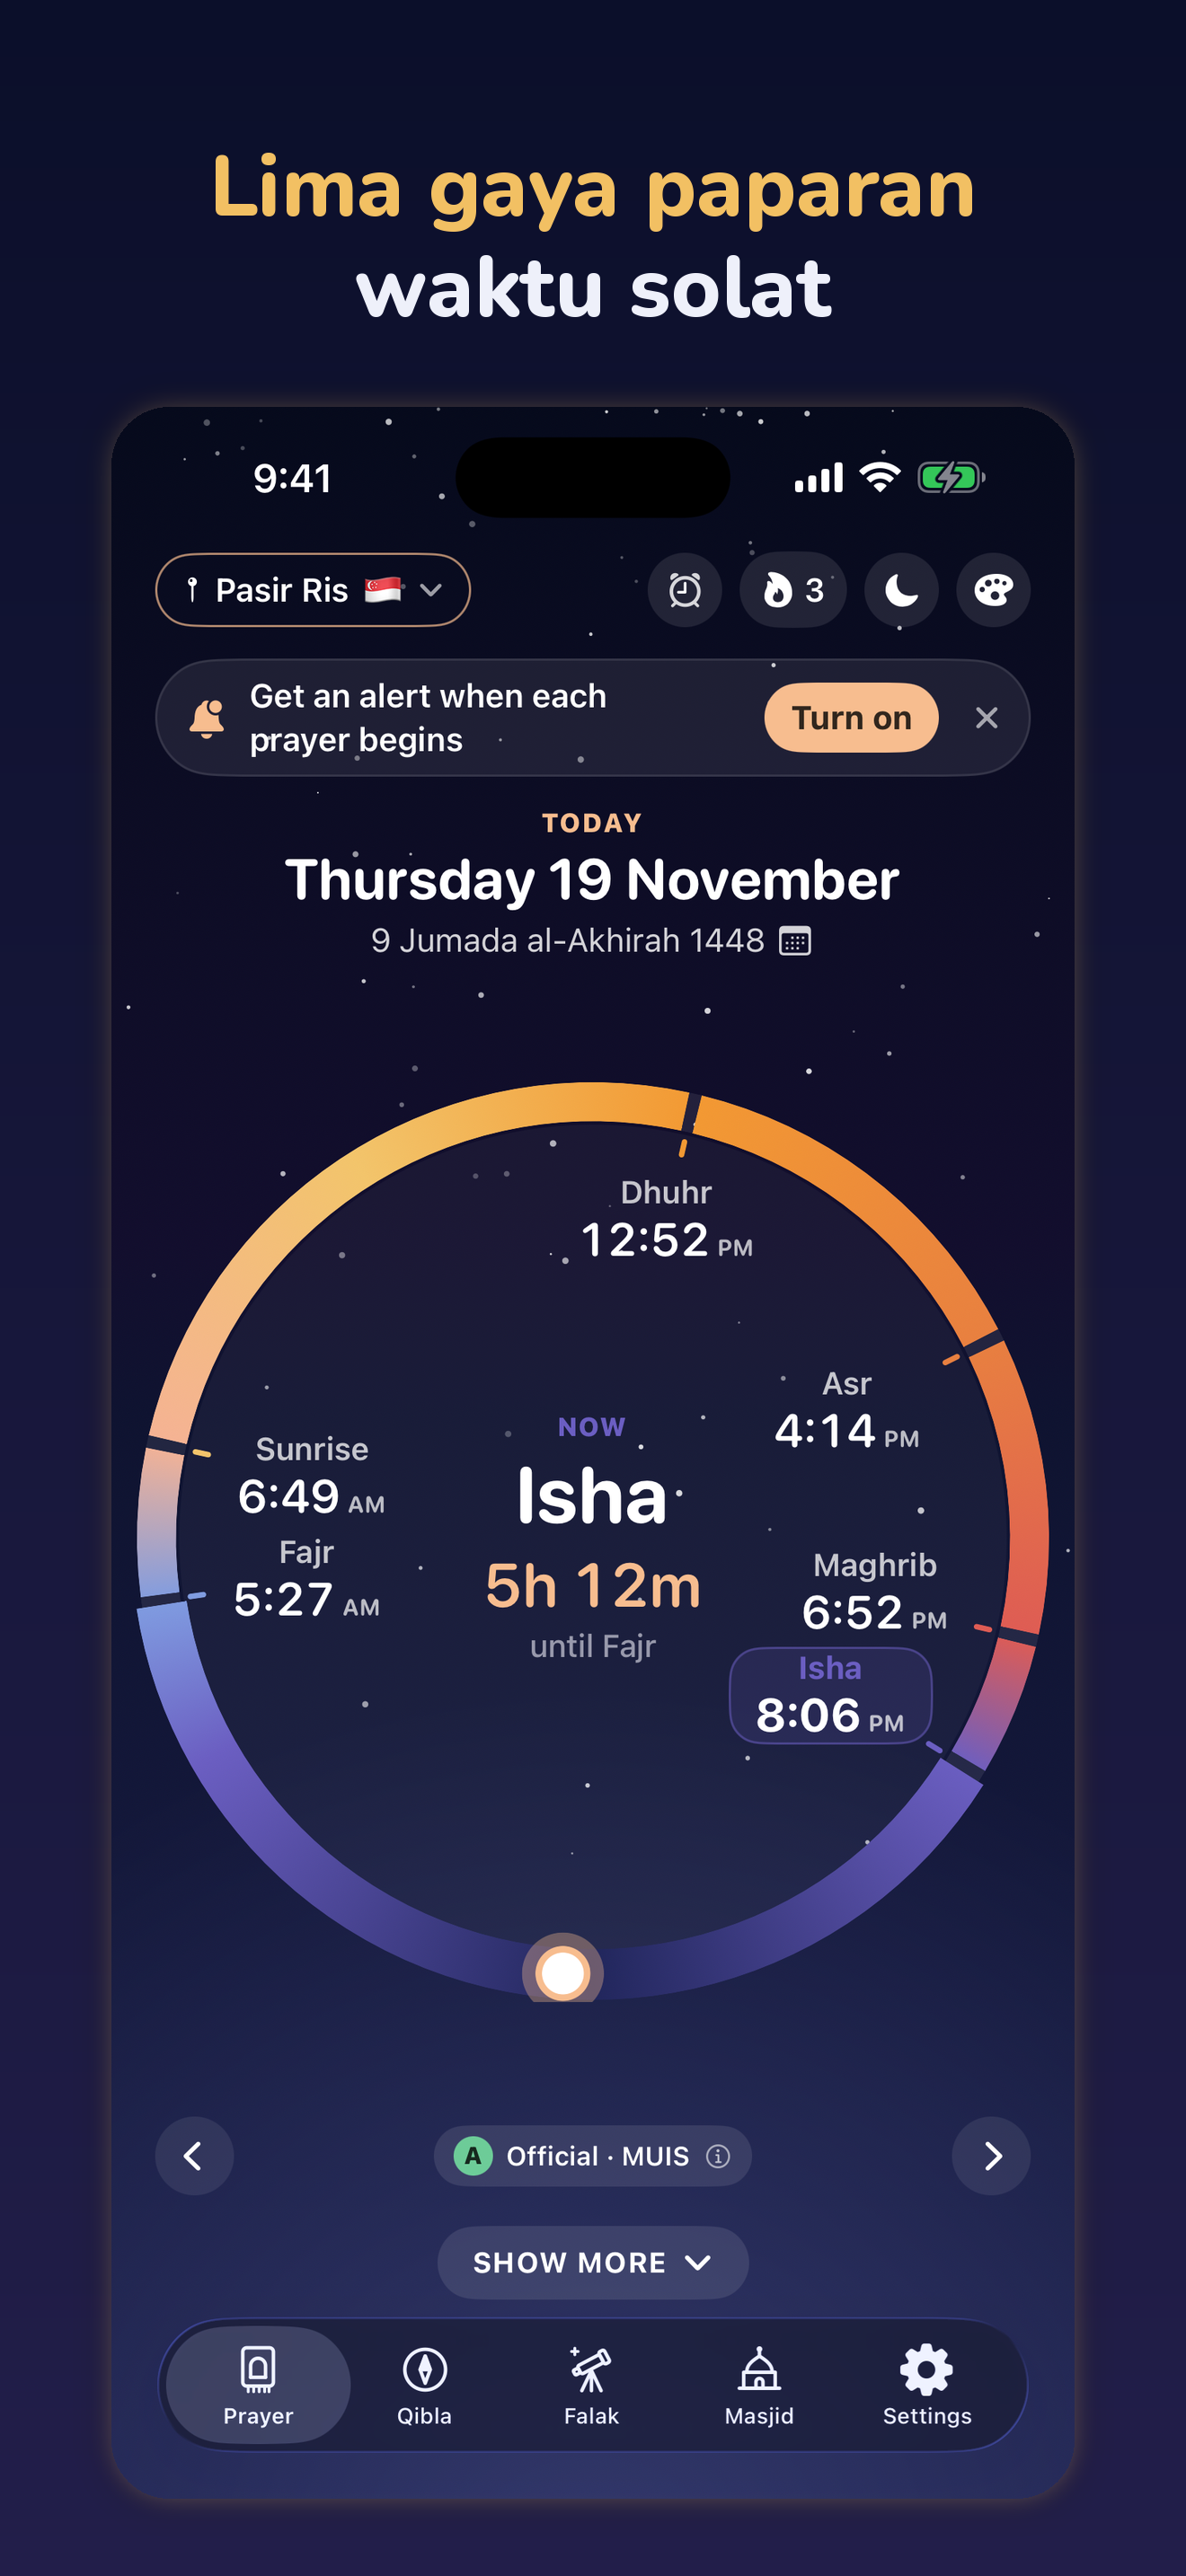 Lima gaya paparan
waktu solat
9:41
Pasir Ris
3
Get an alert when each
prayer begins
Turn on
TODAY
Thursday 19 November
9 Jumada al-Akhirah 1448
Dhuhr
12:52 PM
Asr
4:14 PM
Sunrise
6:49 AM
Fajr
5:27 AM
NOW
Isha
5h 12m
until Fajr
Maghrib
6:52 PM
Isha
8:06 PM
A Official · MUIS
SHOW MORE
Prayer
Qibla
Falak
Masjid
Settings